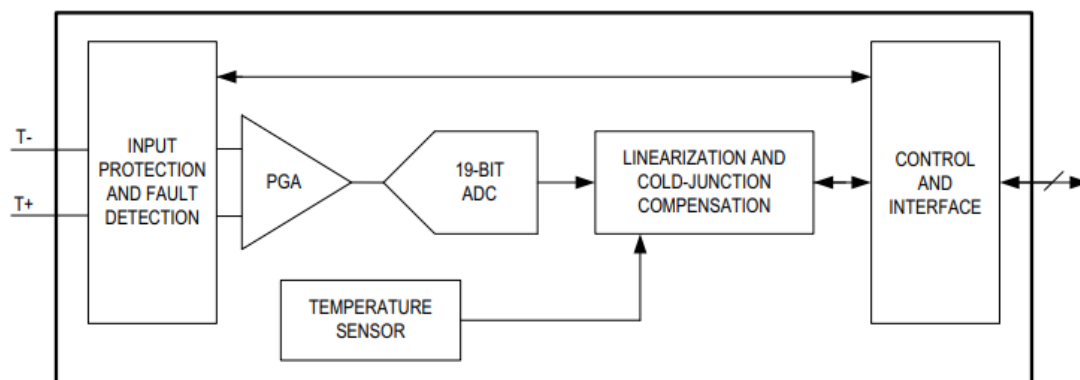 T-
T+
INPUT
PROTECTION
AND FAULT
DETECTION
PGA
19-BIT
ADC
LINEARIZATION AND
COLD-JUNCTION
COMPENSATION
CONTROL
AND
INTERFACE
TEMPERATURE
SENSOR